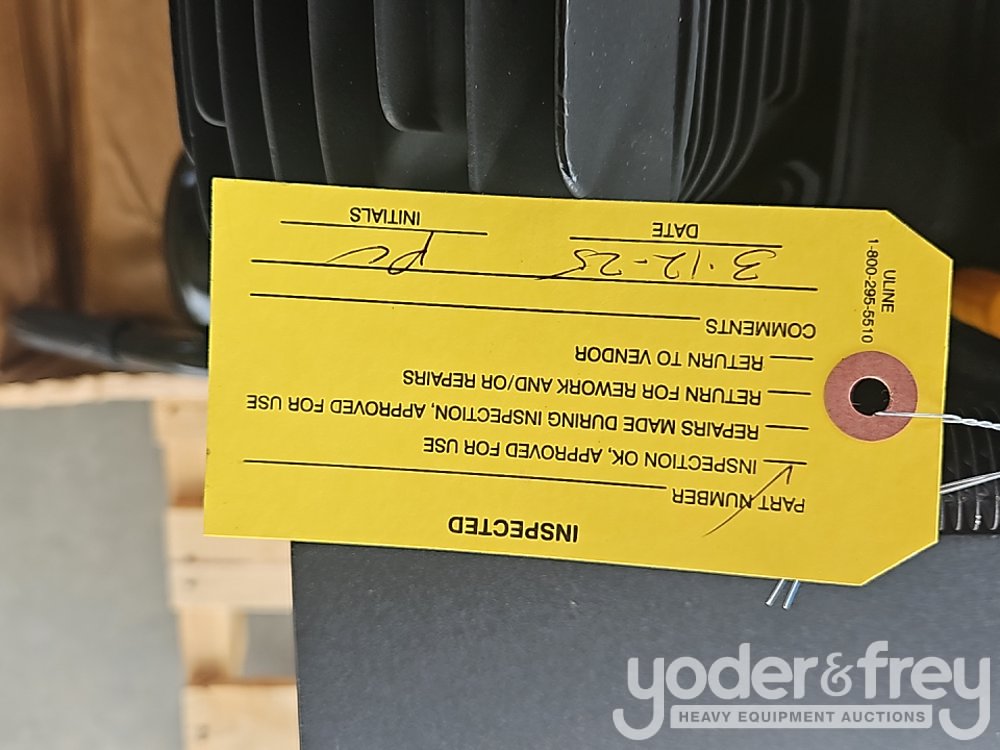 INSPECTED
PART NUMBER
INSPECTION OK, APPROVED FOR USE
REPAIRS MADE DURING INSPECTION, APPROVED FOR USE
RETURN FOR REWORK AND/OR REPAIRS
RETURN TO VENDOR
COMMENTS
3-12-25
DATE INITIALS
ULINE
1-800-295-5510
yoder&frey
HEAVY EQUIPMENT AUCTIONS